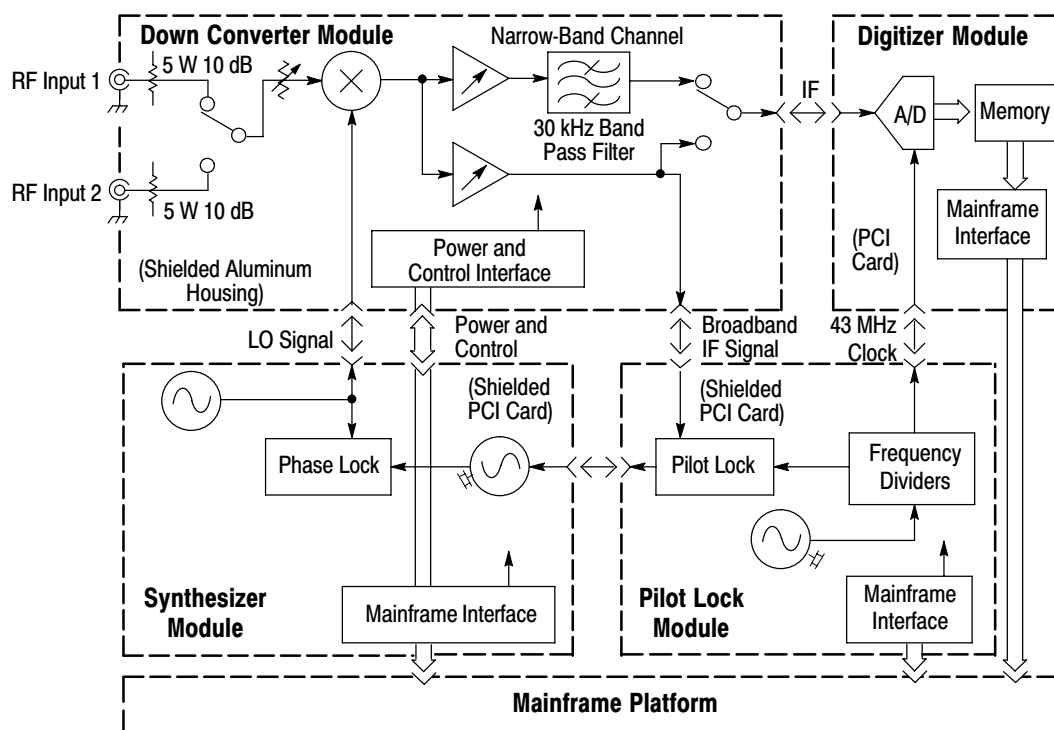 Down Converter Module
Narrow-Band Channel
Digitizer Module
RF Input 1
5 W 10 dB
30 kHz Band
Pass Filter
IF
A/D
Memory
RF Input 2
5 W 10 dB
Mainframe
Interface
Power and
Control Interface
(PCI
Card)
(Shielded Aluminum
Housing)
LO Signal
Power and
Control
Broadband
IF Signal
43 MHz
Clock
(Shielded
PCI Card)
(Shielded
PCI Card)
Phase Lock
Pilot Lock
Frequency
Dividers
Synthesizer
Module
Mainframe Interface
Pilot Lock
Module
Mainframe
Interface
Mainframe Platform